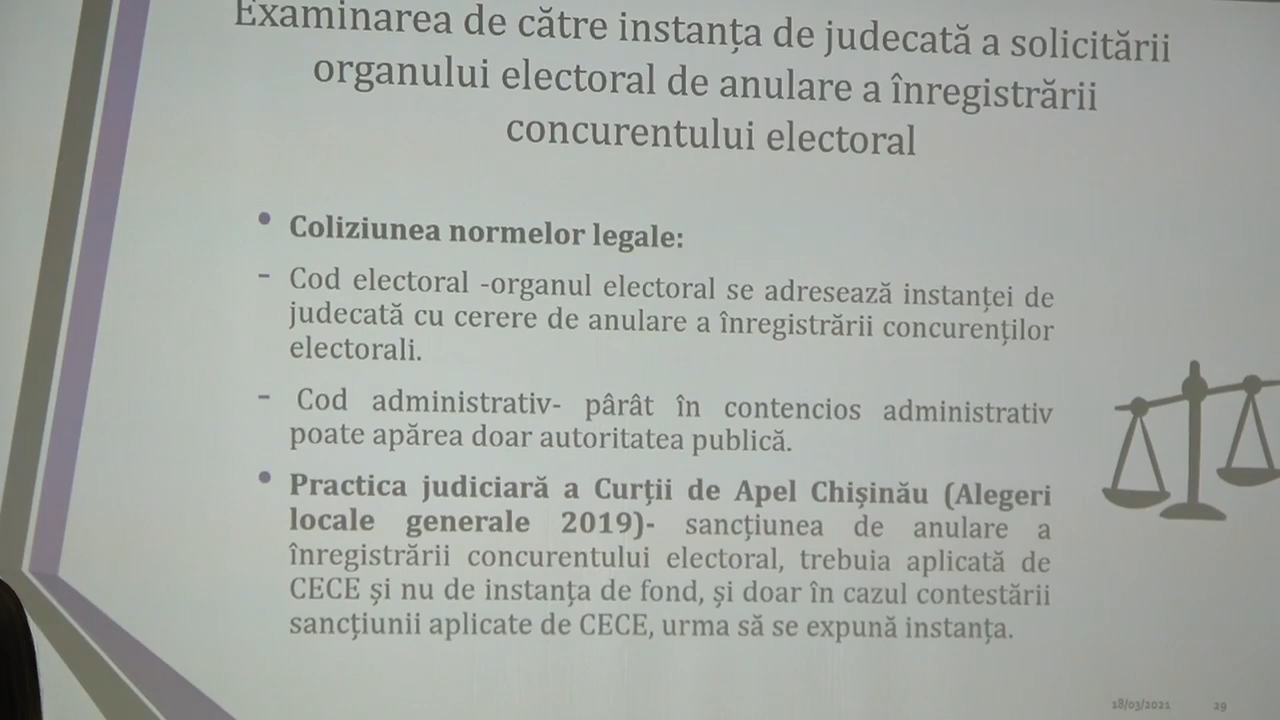 Examinarea de către instanța de judecată a solicitării
organului electoral de anulare a înregistrării
concurentului electoral
• Coliziunea normelor legale:
- Cod electoral -organul electoral se adresează instanței de
judecată cu cerere de anulare a înregistrării concurenților
electorali.
- Cod administrativ- pârât în contencios administrativ
poate apărea doar autoritatea publică.
• Practica judiciară a Curții de Apel Chișinău (Alegeri
locale generale 2019)- sancțiunea de anulare a
înregistrării concurentului electoral, trebuia aplicată de
CECE și nu de instanța de fond, și doar în cazul contestării
sancțiunii aplicate de CECE, urma să se expună instanța.
18/03/2021 29